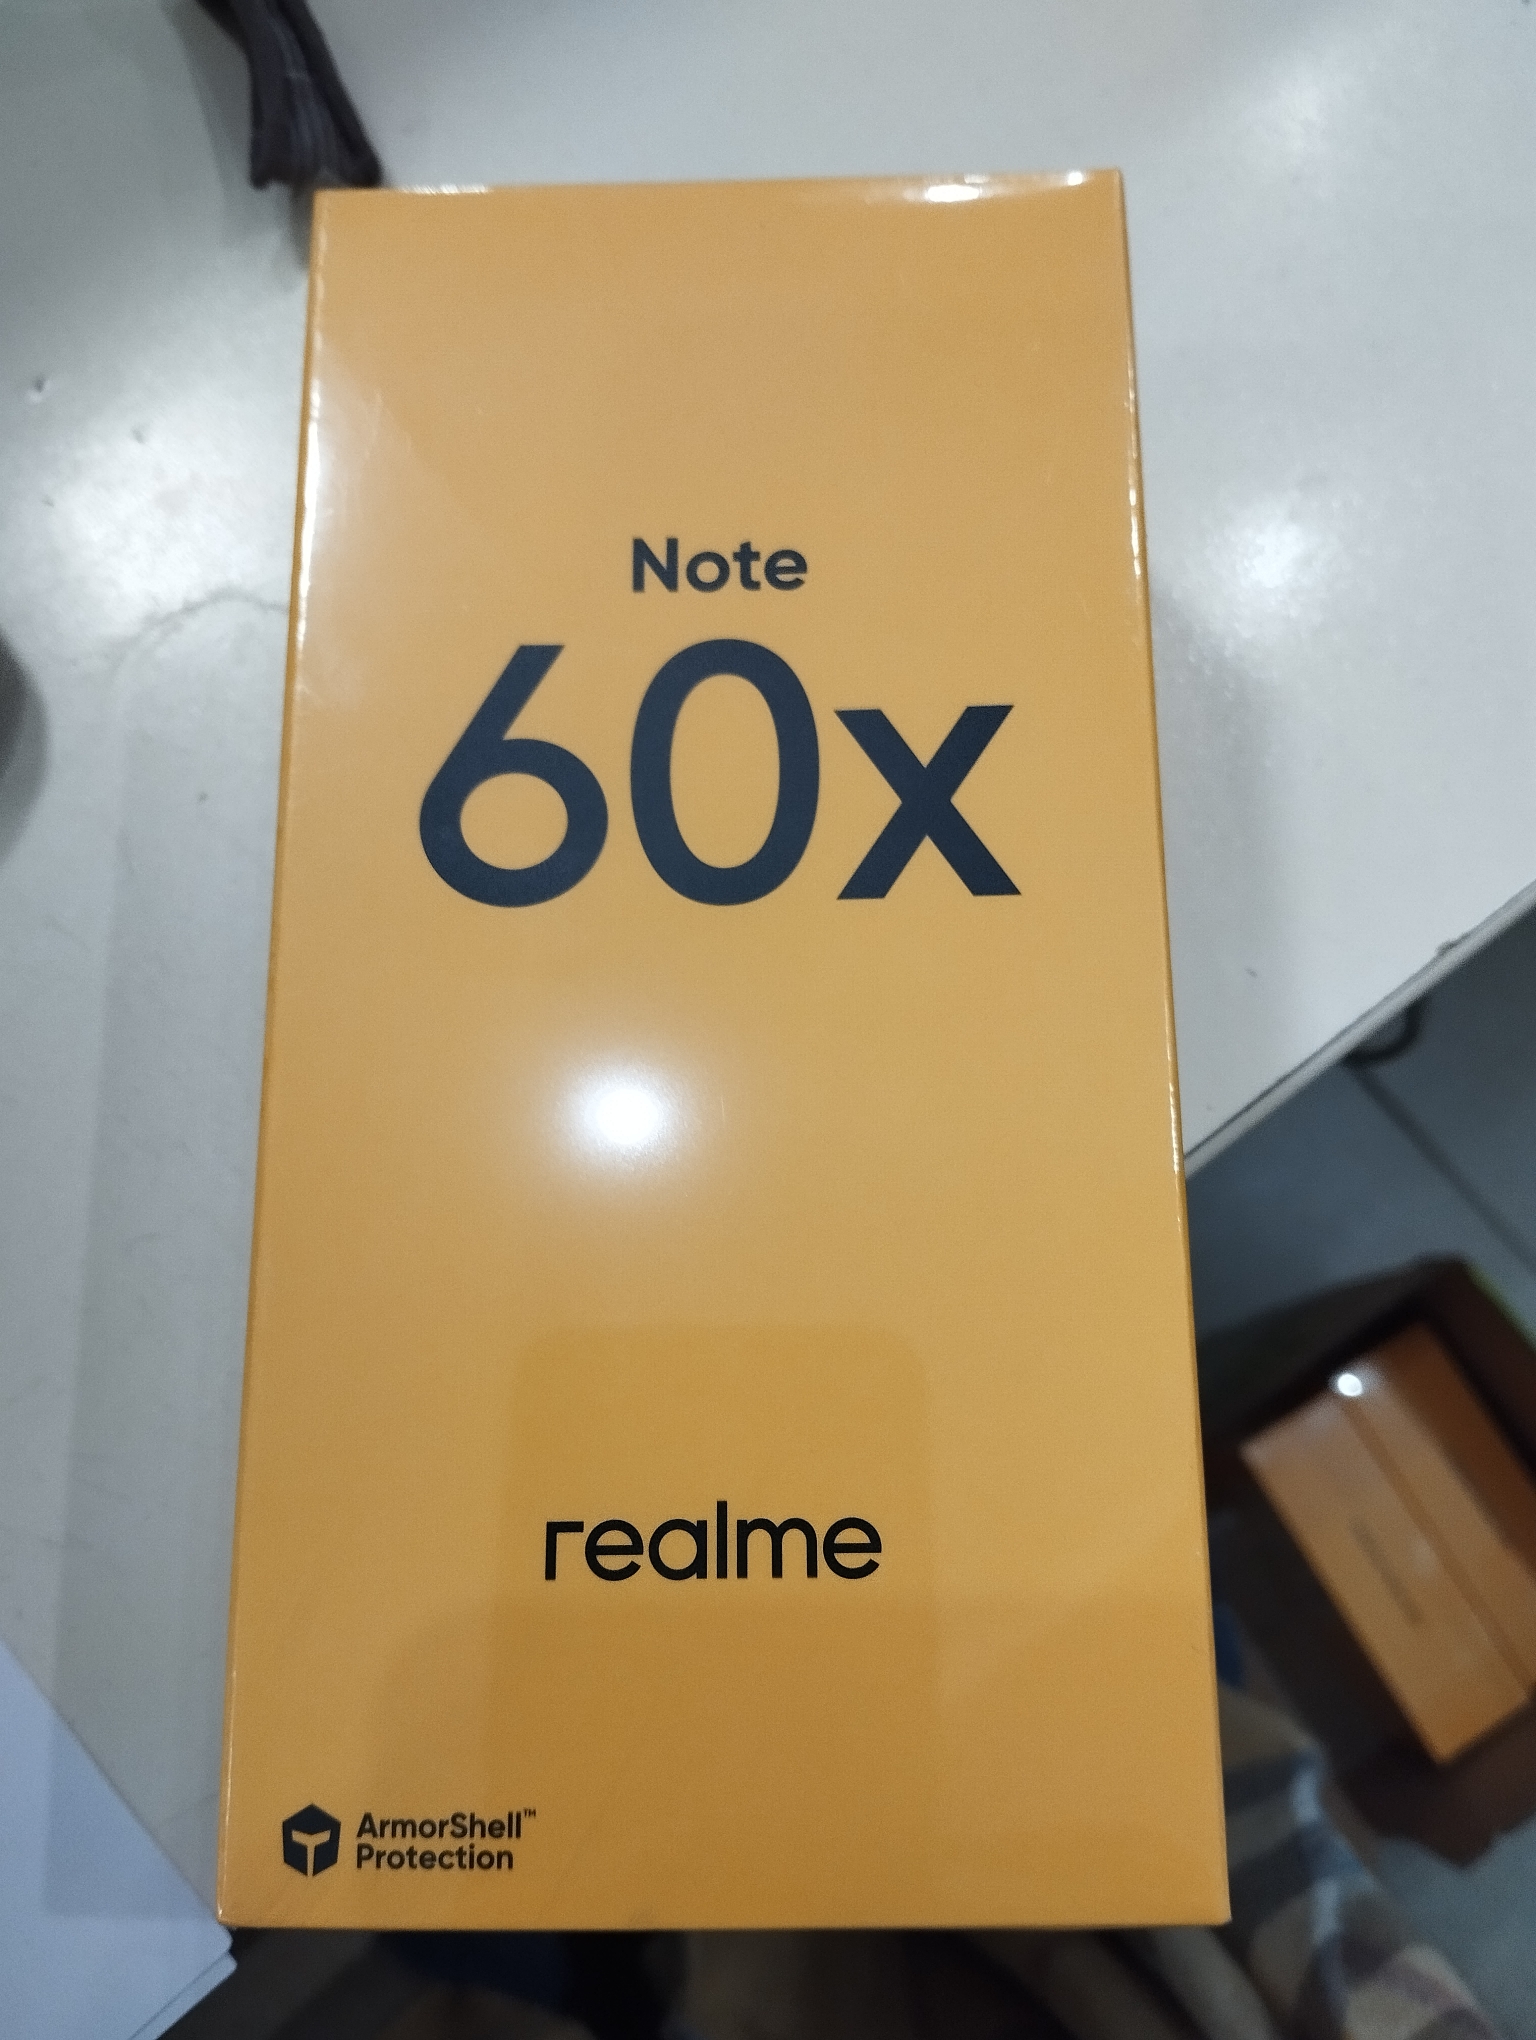 Note
60x
realme
ArmorShell™
Protection